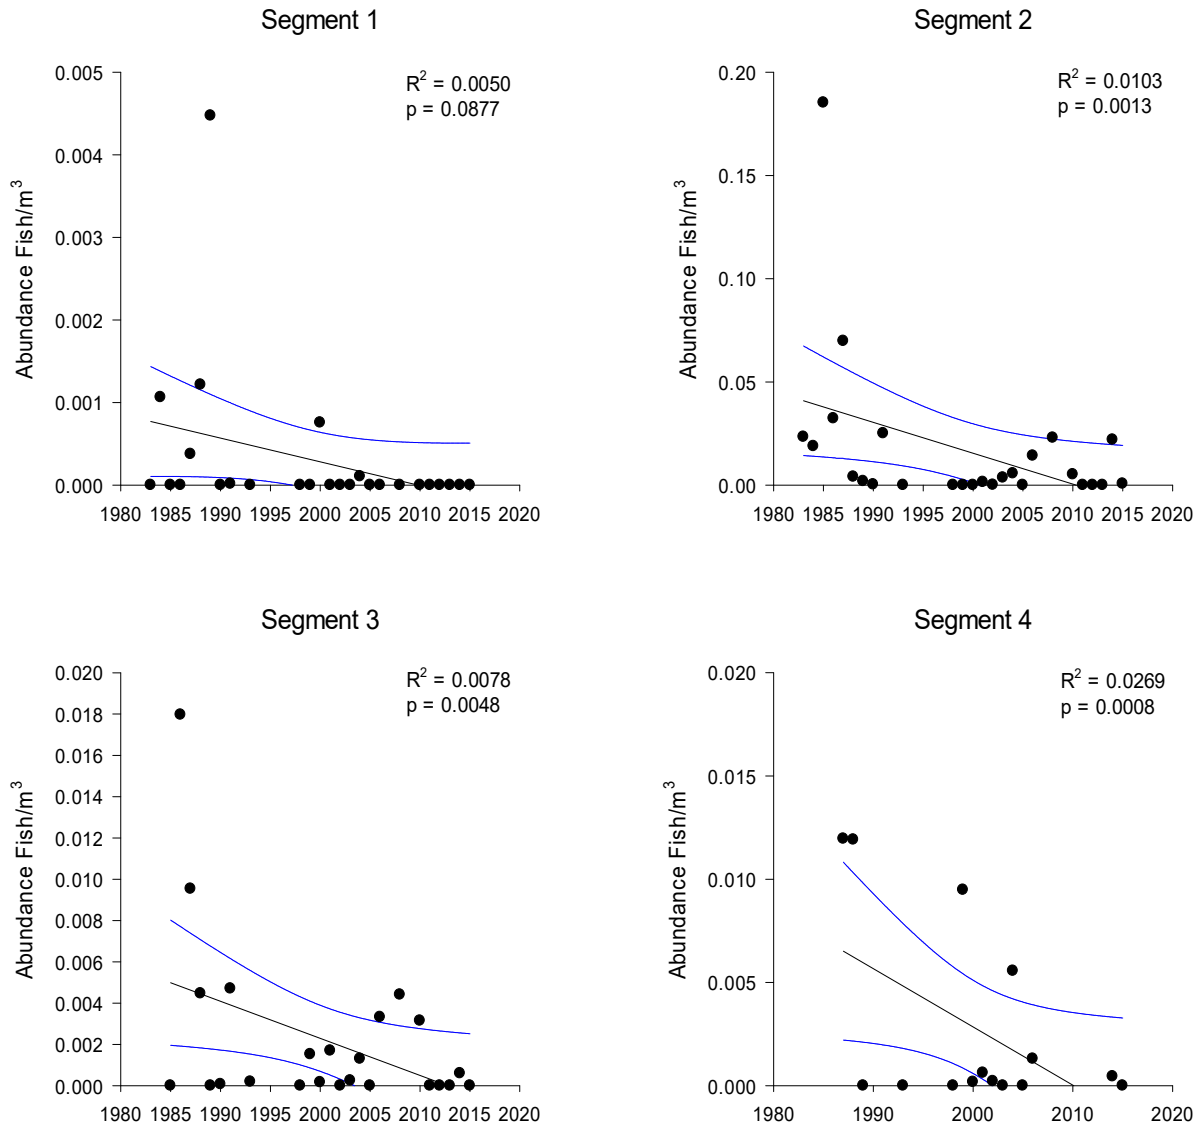 Segment 1
R² = 0.0050
p = 0.0877
Abundance Fish/m³
0.005
0.004
0.003
0.002
0.001
0.000
1980 1985 1990 1995 2000 2005 2010 2015 2020
Segment 2
R² = 0.0103
p = 0.0013
Abundance Fish/m³
0.20
0.15
0.10
0.05
0.00
1980 1985 1990 1995 2000 2005 2010 2015 2020
Segment 3
R² = 0.0078
p = 0.0048
Abundance Fish/m³
0.020
0.018
0.016
0.014
0.012
0.010
0.008
0.006
0.004
0.002
0.000
1980 1985 1990 1995 2000 2005 2010 2015 2020
Segment 4
R² = 0.0269
p = 0.0008
Abundance Fish/m³
0.020
0.015
0.010
0.005
0.000
1980 1990 2000 2010 2020